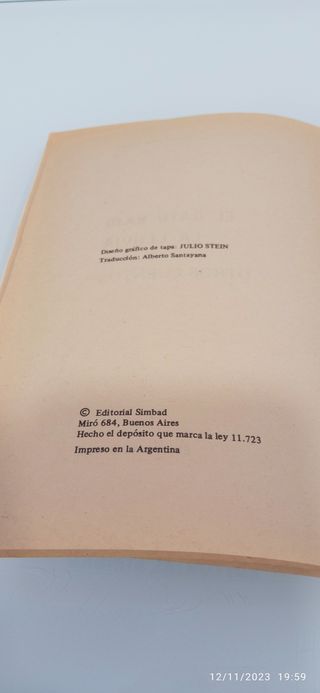 Diseño gráfico de tapa: JULIO STEIN
Traducción: Alberto Santayana
© Editorial Simbad
Miró 684, Buenos Aires
Hecho el depósito que marca la ley 11.723
Impreso en la Argentina
12/11/2023 19:59